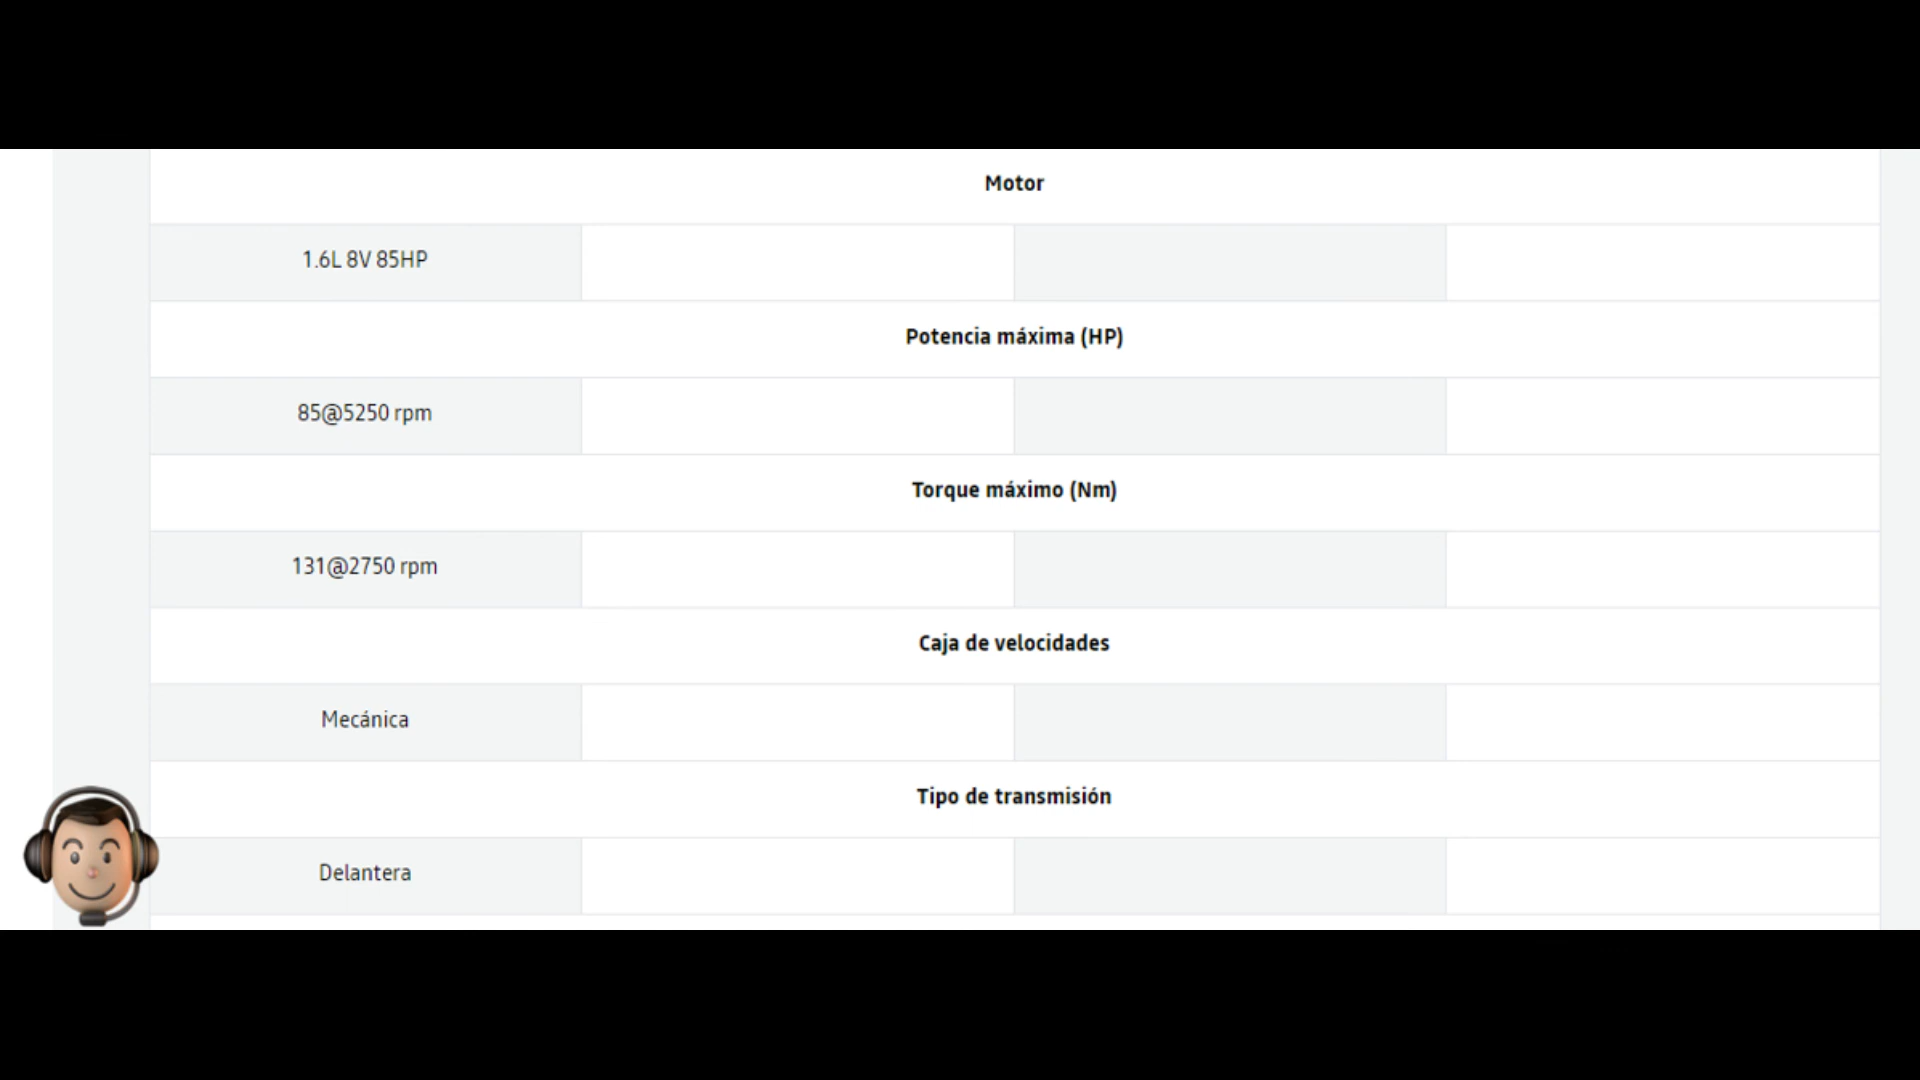 Motor
1.6L 8V 85HP
Potencia máxima (HP)
85@5250 rpm
Torque máximo (Nm)
131@2750 rpm
Caja de velocidades
Mecánica
Tipo de transmisión
Delantera